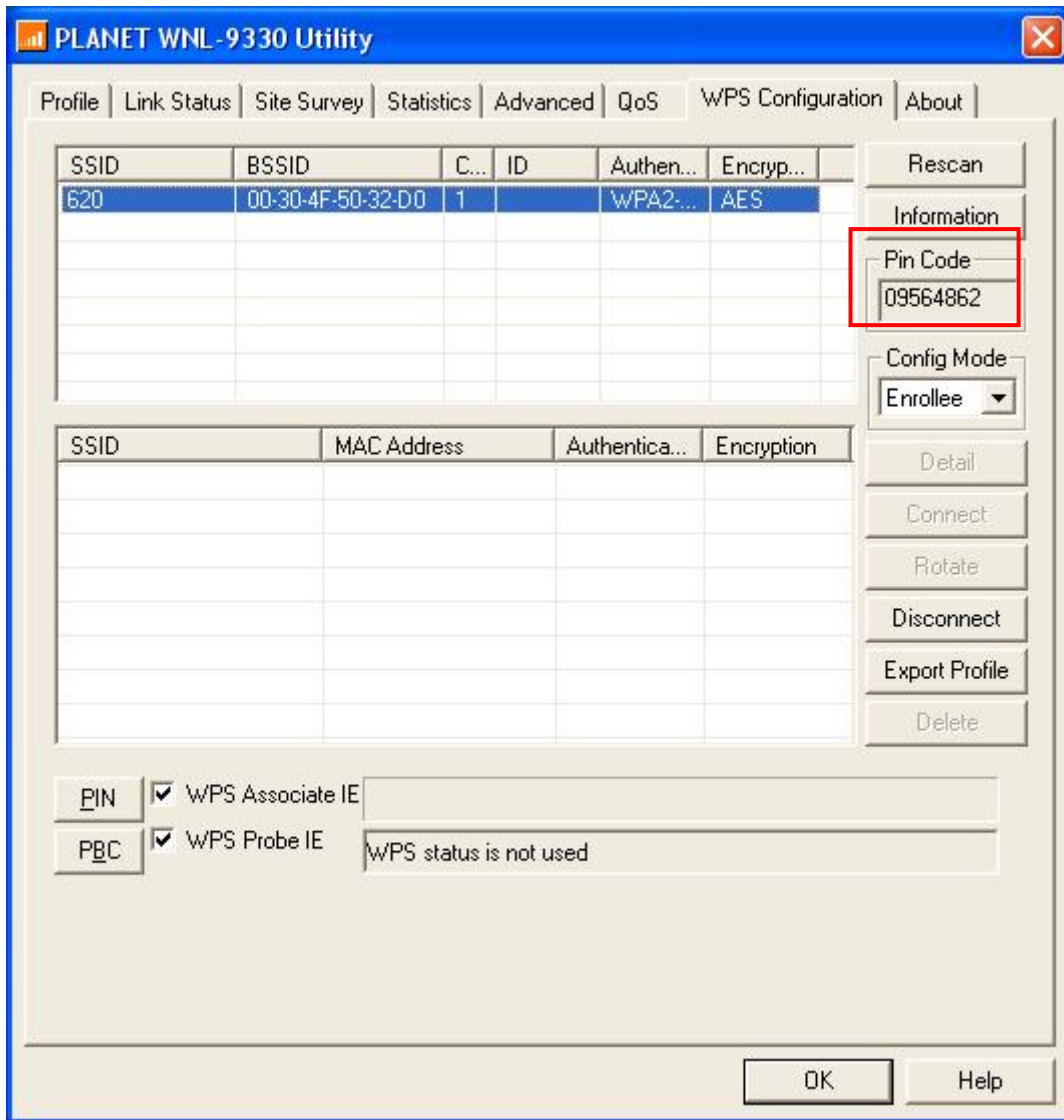 PLANET WNL-9330 Utility
Profile Link Status Site Survey Statistics Advanced QoS WPS Configuration About
SSID BSSID C... ID Authen... Encryp...
620 00-30-4F-50-32-D0 1 WPA2-... AES
Rescan
Information
Pin Code
09564862
Config Mode
Enrollee
SSID MAC Address Authentica... Encryption
Detail
Connect
Rotate
Disconnect
Export Profile
Delete
PIN WPS Associate IE
PBC WPS Probe IE WPS status is not used
OK Help